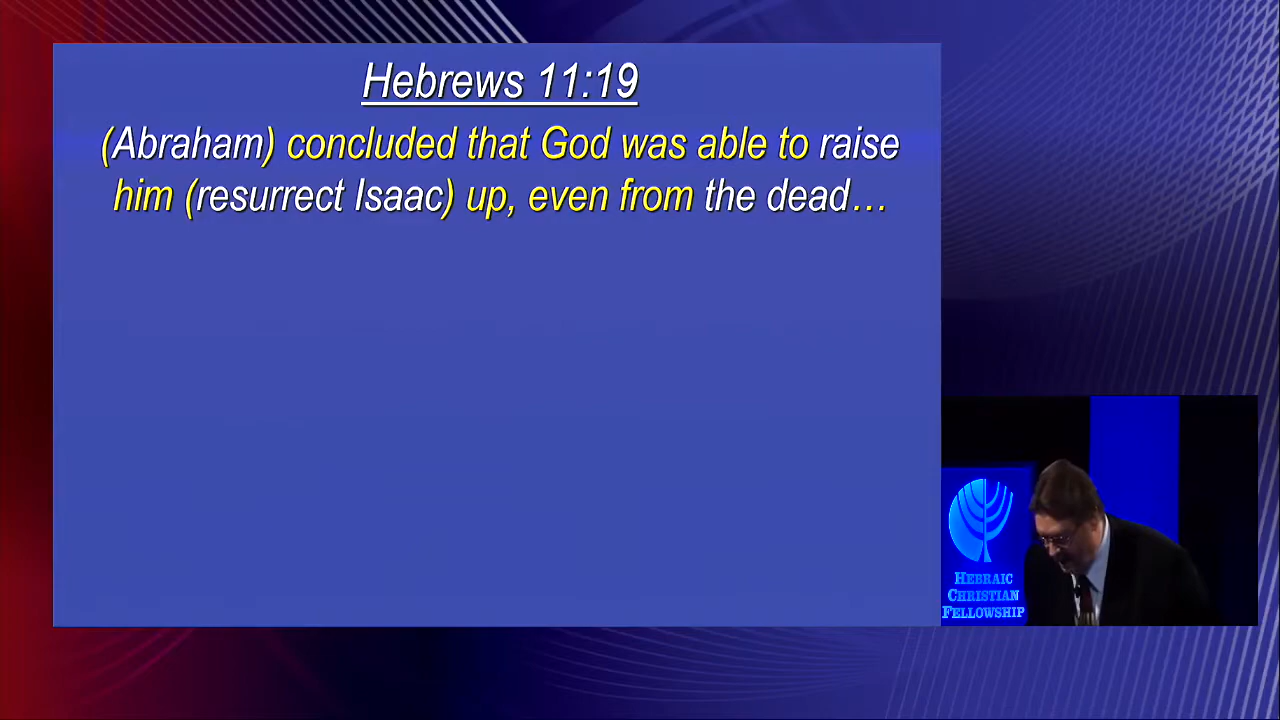 Hebrews 11:19
(Abraham) concluded that God was able to raise
him (resurrect Isaac) up, even from the dead…
HEBRAIC
CHRISTIAN
FELLOWSHIP